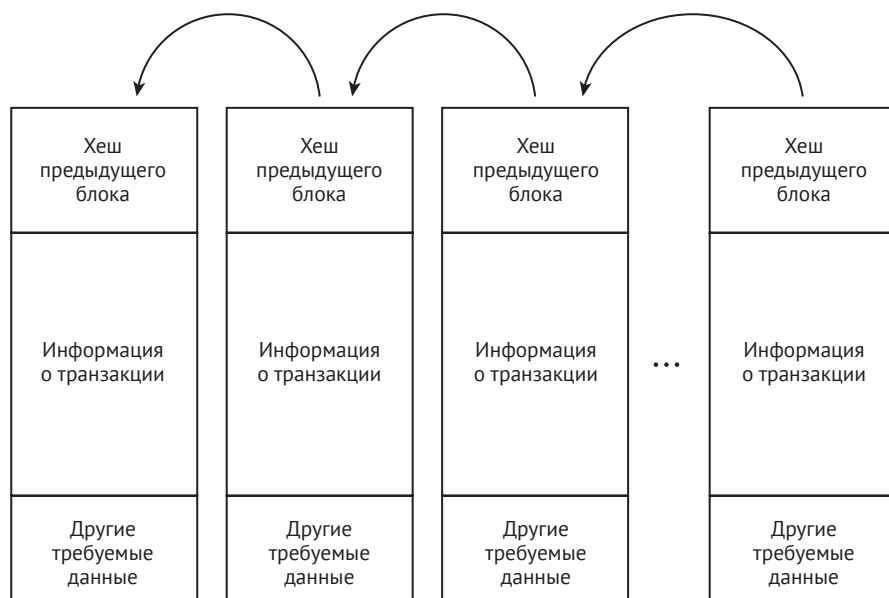 Хеш
предыдущего
блока
Хеш
предыдущего
блока
Хеш
предыдущего
блока
Хеш
предыдущего
блока
Информация
о транзакции
Информация
о транзакции
Информация
о транзакции
...
Информация
о транзакции
Другие
требуемые
данные
Другие
требуемые
данные
Другие
требуемые
данные
Другие
требуемые
данные